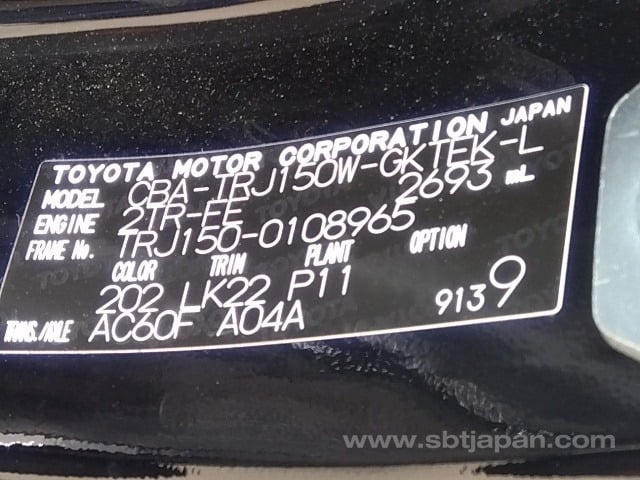 TOYOTA MOTOR CORPORATION JAPAN
MODEL CBA-TRJ150W-GKTEK-L
ENGINE 2TR-FE 2693 mL
FRAME No. TRJ150-0108965
COLOR TRIM PLANT OPTION
202 LK22 P11
TRANS./AXLE AC60F A04A 9139
www.sbtjapan.com